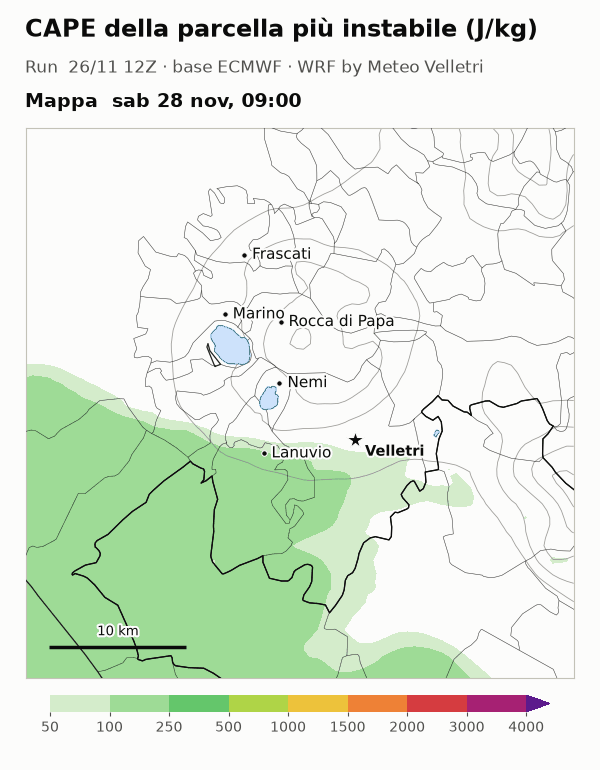 CAPE della parcella più instabile (J/kg)
Run  26/11 12Z · base ECMWF · WRF by Meteo Velletri
Mappa  sab 28 nov, 09:00
Frascati
Marino
Rocca di Papa
Nemi
Velletri
Lanuvio
10 km
50 100 250 500 1000 1500 2000 3000 4000